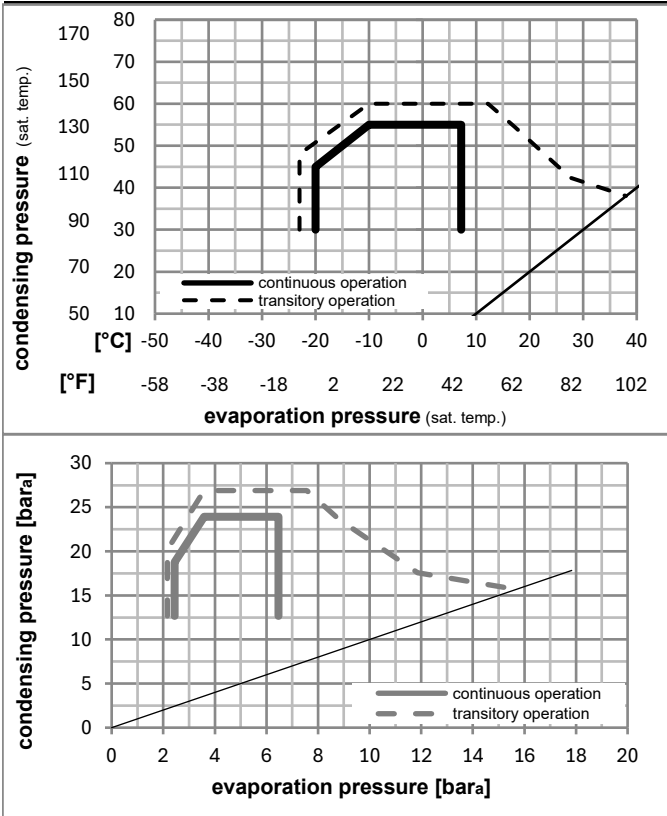 condensing pressure (sat. temp.)
170 80
70
150 60
130 50
110 40
90 30
70 20
50 10
continuous operation
transitory operation
[°C] -50 -40 -30 -20 -10 0 10 20 30 40
[°F] -58 -38 -18 2 22 42 62 82 102
evaporation pressure (sat. temp.)
condensing pressure [bara]
30
25
20
15
10
5
0
continuous operation
transitory operation
0 2 4 6 8 10 12 14 16 18 20
evaporation pressure [bara]